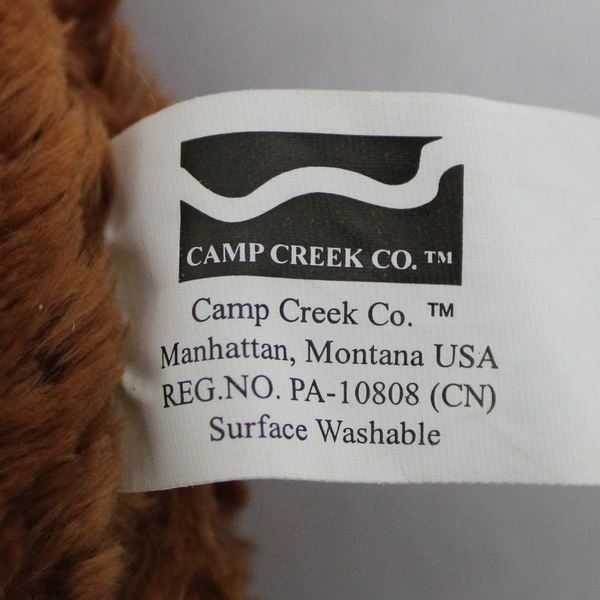 CAMP CREEK CO. ™
Camp Creek Co. ™
Manhattan, Montana USA
REG.NO. PA-10808 (CN)
Surface Washable